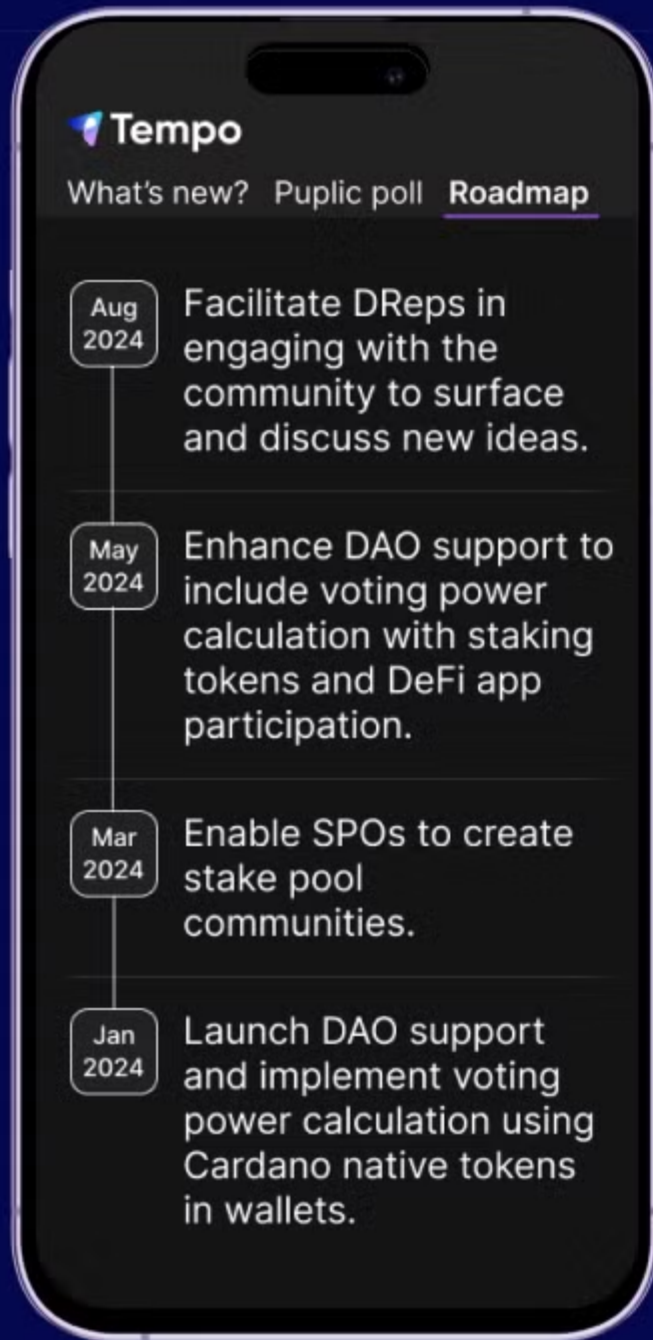 Tempo
What's new? Puplic poll Roadmap
Aug
2024
Facilitate DReps in
engaging with the
community to surface
and discuss new ideas.
May
2024
Enhance DAO support to
include voting power
calculation with staking
tokens and DeFi app
participation.
Mar
2024
Enable SPOs to create
stake pool
communities.
Jan
2024
Launch DAO support
and implement voting
power calculation using
Cardano native tokens
in wallets.